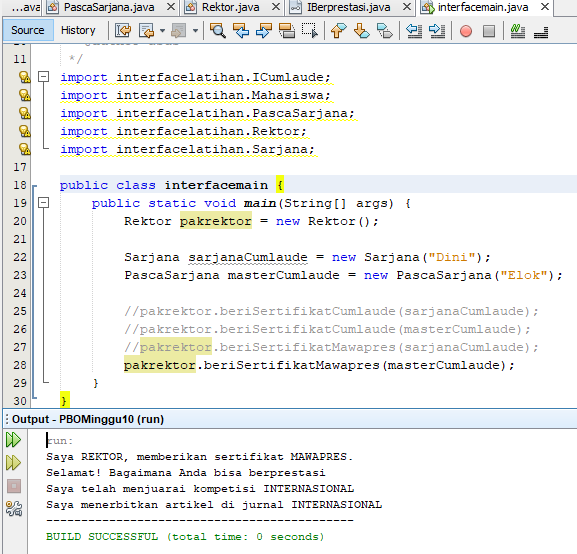 ...ava PascaSarjana.java Rektor.java IBerprestasi.java interfacemain.java
Source History
11 */
import interfacelatihan.ICumlaude;
import interfacelatihan.Mahasiswa;
import interfacelatihan.PascaSarjana;
import interfacelatihan.Rektor;
import interfacelatihan.Sarjana;
17
18 public class interfacemain {
19 public static void main(String[] args) {
20 Rektor pakrektor = new Rektor();
21
22 Sarjana sarjanaCumlaude = new Sarjana("Dini");
23 PascaSarjana masterCumlaude = new PascaSarjana("Elok");
24
25 //pakrektor.beriSertifikatCumlaude(sarjanaCumlaude);
26 //pakrektor.beriSertifikatCumlaude(masterCumlaude);
27 //pakrektor.beriSertifikatMawapres(sarjanaCumlaude);
28 pakrektor.beriSertifikatMawapres(masterCumlaude);
29 }
30 }
Output - PBOMinggu10 (run)
run:
Saya REKTOR, memberikan sertifikat MAWAPRES.
Selamat! Bagaimana Anda bisa berprestasi
Saya telah menjuarai kompetisi INTERNASIONAL
Saya menerbitkan artikel di jurnal INTERNASIONAL
-----------------------------------------
BUILD SUCCESSFUL (total time: 0 seconds)